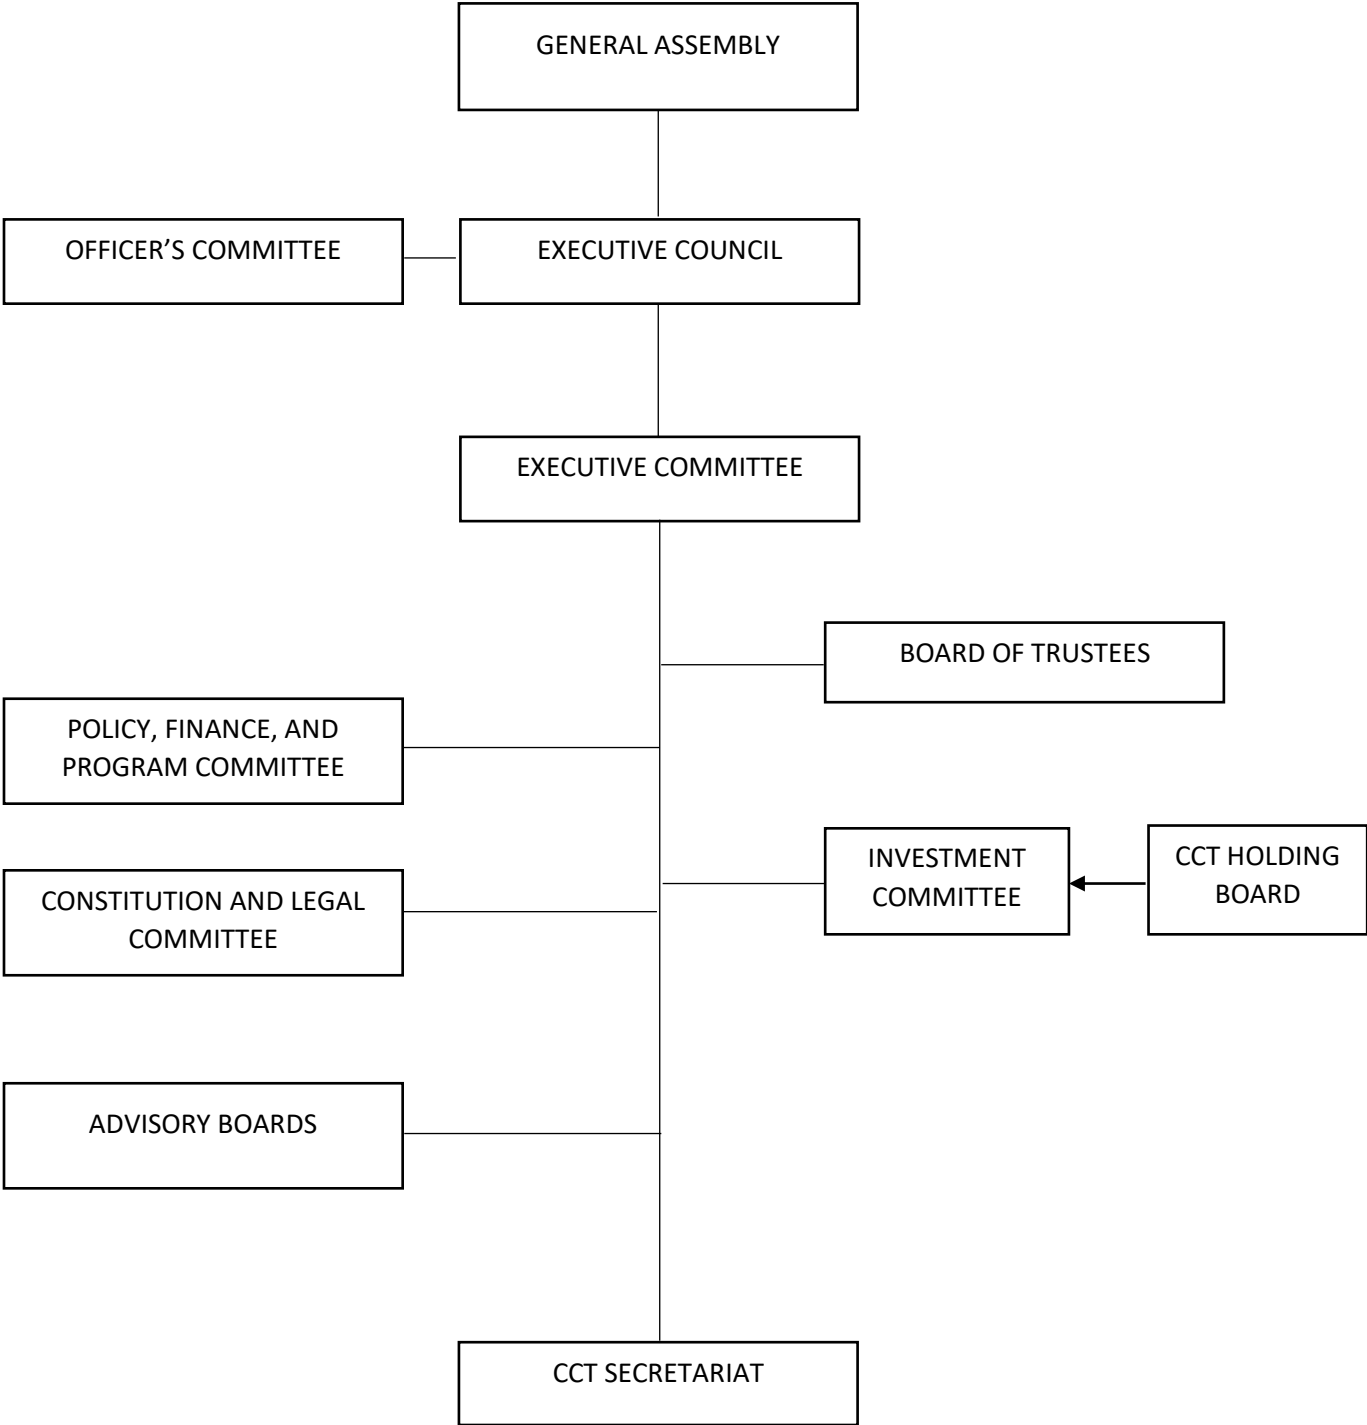 GENERAL ASSEMBLY
OFFICER’S COMMITTEE
EXECUTIVE COUNCIL
EXECUTIVE COMMITTEE
BOARD OF TRUSTEES
POLICY, FINANCE, AND
PROGRAM COMMITTEE
INVESTMENT
COMMITTEE
CCT HOLDING
BOARD
CONSTITUTION AND LEGAL
COMMITTEE
ADVISORY BOARDS
CCT SECRETARIAT